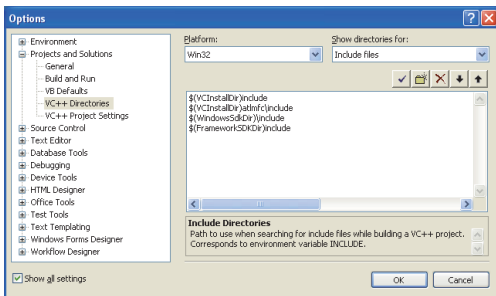 Options
Environment
Projects and Solutions
General
Build and Run
VB Defaults
VC++ Directories
VC++ Project Settings
Source Control
Text Editor
Database Tools
Debugging
Device Tools
HTML Designer
Office Tools
Test Tools
Text Templating
Windows Forms Designer
Workflow Designer
Show all settings
Platform:
Win32
Show directories for:
Include files
$(VCInstallDir)include
$(VCInstallDir)atlmfc\include
$(WindowsSdkDir)\include
$(FrameworkSDKDir)include
Include Directories
Path to use when searching for include files while building a VC++ project.
Corresponds to environment variable INCLUDE.
OK
Cancel